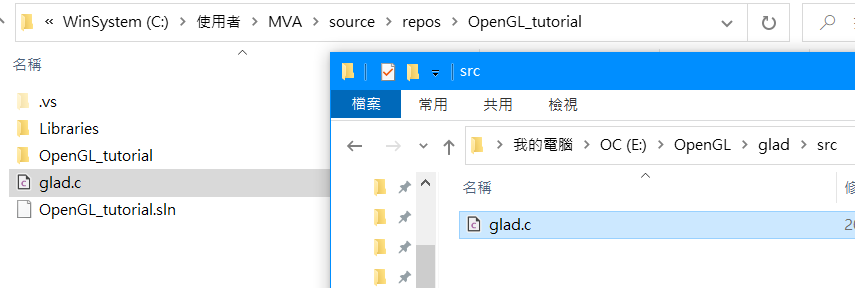 « WinSystem (C:) > 使用者 > MVA > source > repos > OpenGL_tutorial
名稱
.vs
Libraries
OpenGL_tutorial
glad.c
OpenGL_tutorial.sln
src
檔案 常用 共用 檢視
> 我的電腦 > OC (E:) > OpenGL > glad > src
名稱
glad.c